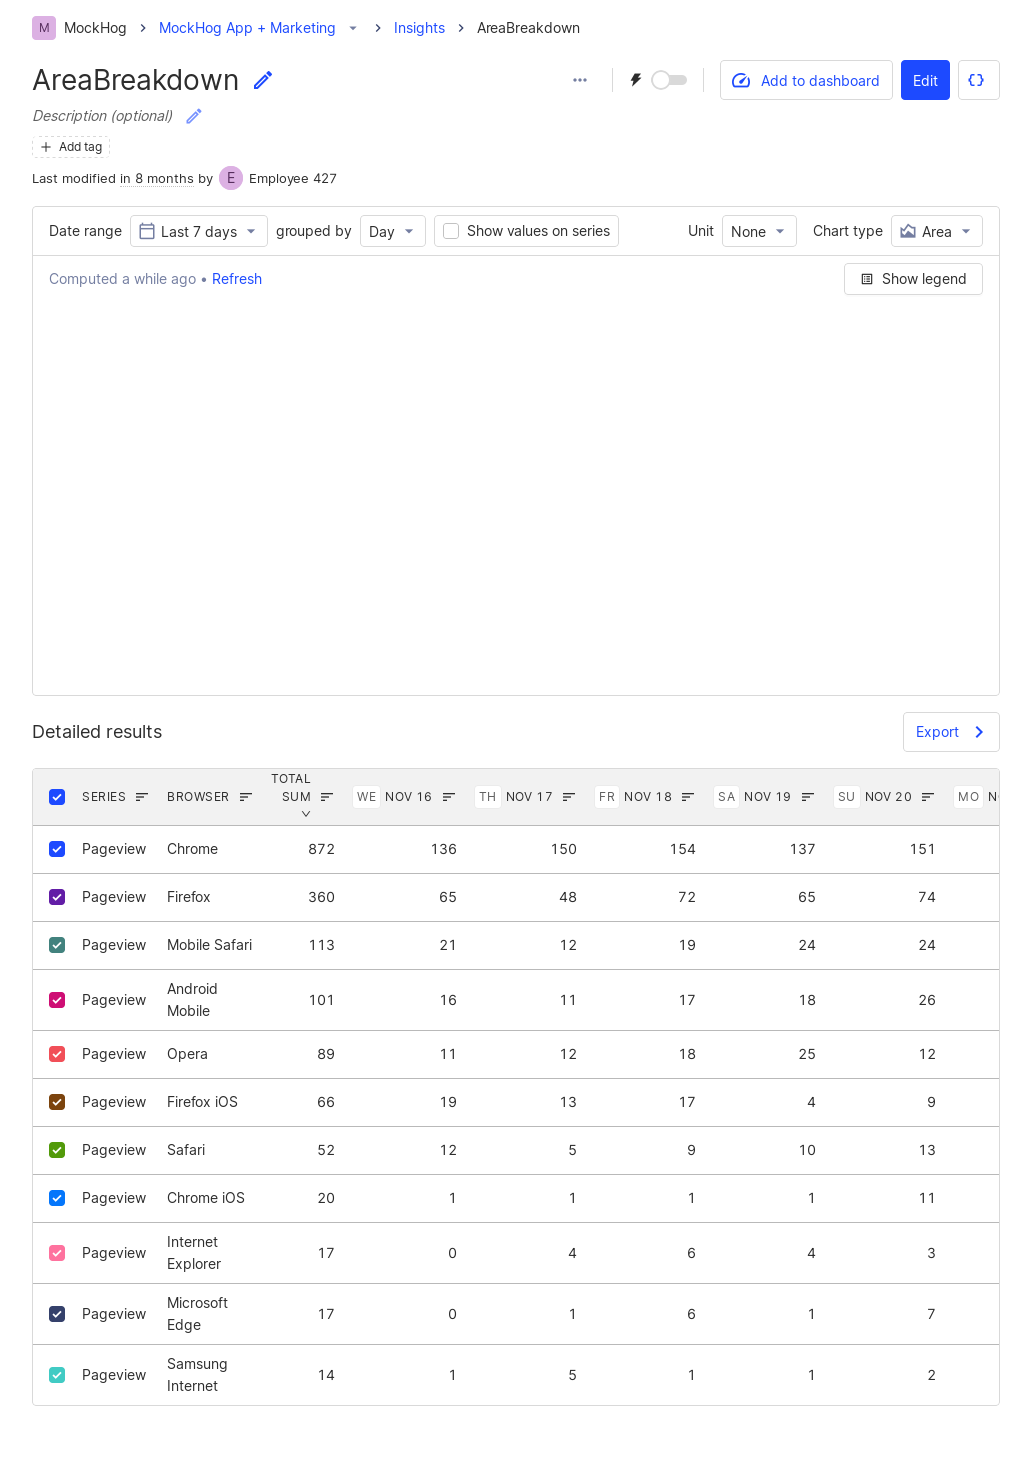 M MockHog MockHog App + Marketing Insights AreaBreakdown
AreaBreakdown Add to dashboard Edit
Description (optional)
Add tag
Last modified in 8 months by E Employee 427
Date range Last 7 days grouped by Day Show values on series Unit None Chart type Area
Computed a while ago • Refresh Show legend
Detailed results Export
SERIES BROWSER TOTAL SUM WE NOV 16 TH NOV 17 FR NOV 18 SA NOV 19 SU NOV 20 MO
Pageview Chrome 872 136 150 154 137 151
Pageview Firefox 360 65 48 72 65 74
Pageview Mobile Safari 113 21 12 19 24 24
Pageview Android Mobile 101 16 11 17 18 26
Pageview Opera 89 11 12 18 25 12
Pageview Firefox iOS 66 19 13 17 4 9
Pageview Safari 52 12 5 9 10 13
Pageview Chrome iOS 20 1 1 1 1 11
Pageview Internet Explorer 17 0 4 6 4 3
Pageview Microsoft Edge 17 0 1 6 1 7
Pageview Samsung Internet 14 1 5 1 1 2